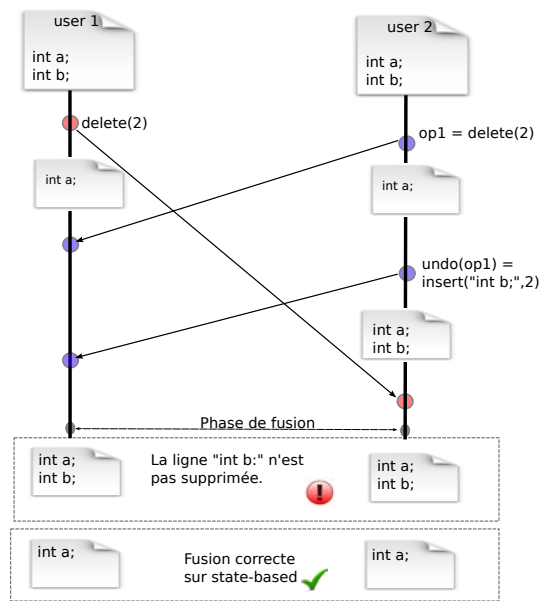 user 1
int a;
int b;
user 2
int a;
int b;
delete(2)
op1 = delete(2)
int a;
int a;
undo(op1) =
insert("int b;",2)
int a;
int b;
Phase de fusion
int a;
int b;
La ligne "int b:" n'est
pas supprimée.
int a;
int b;
int a;
Fusion correcte
sur state-based
int a;